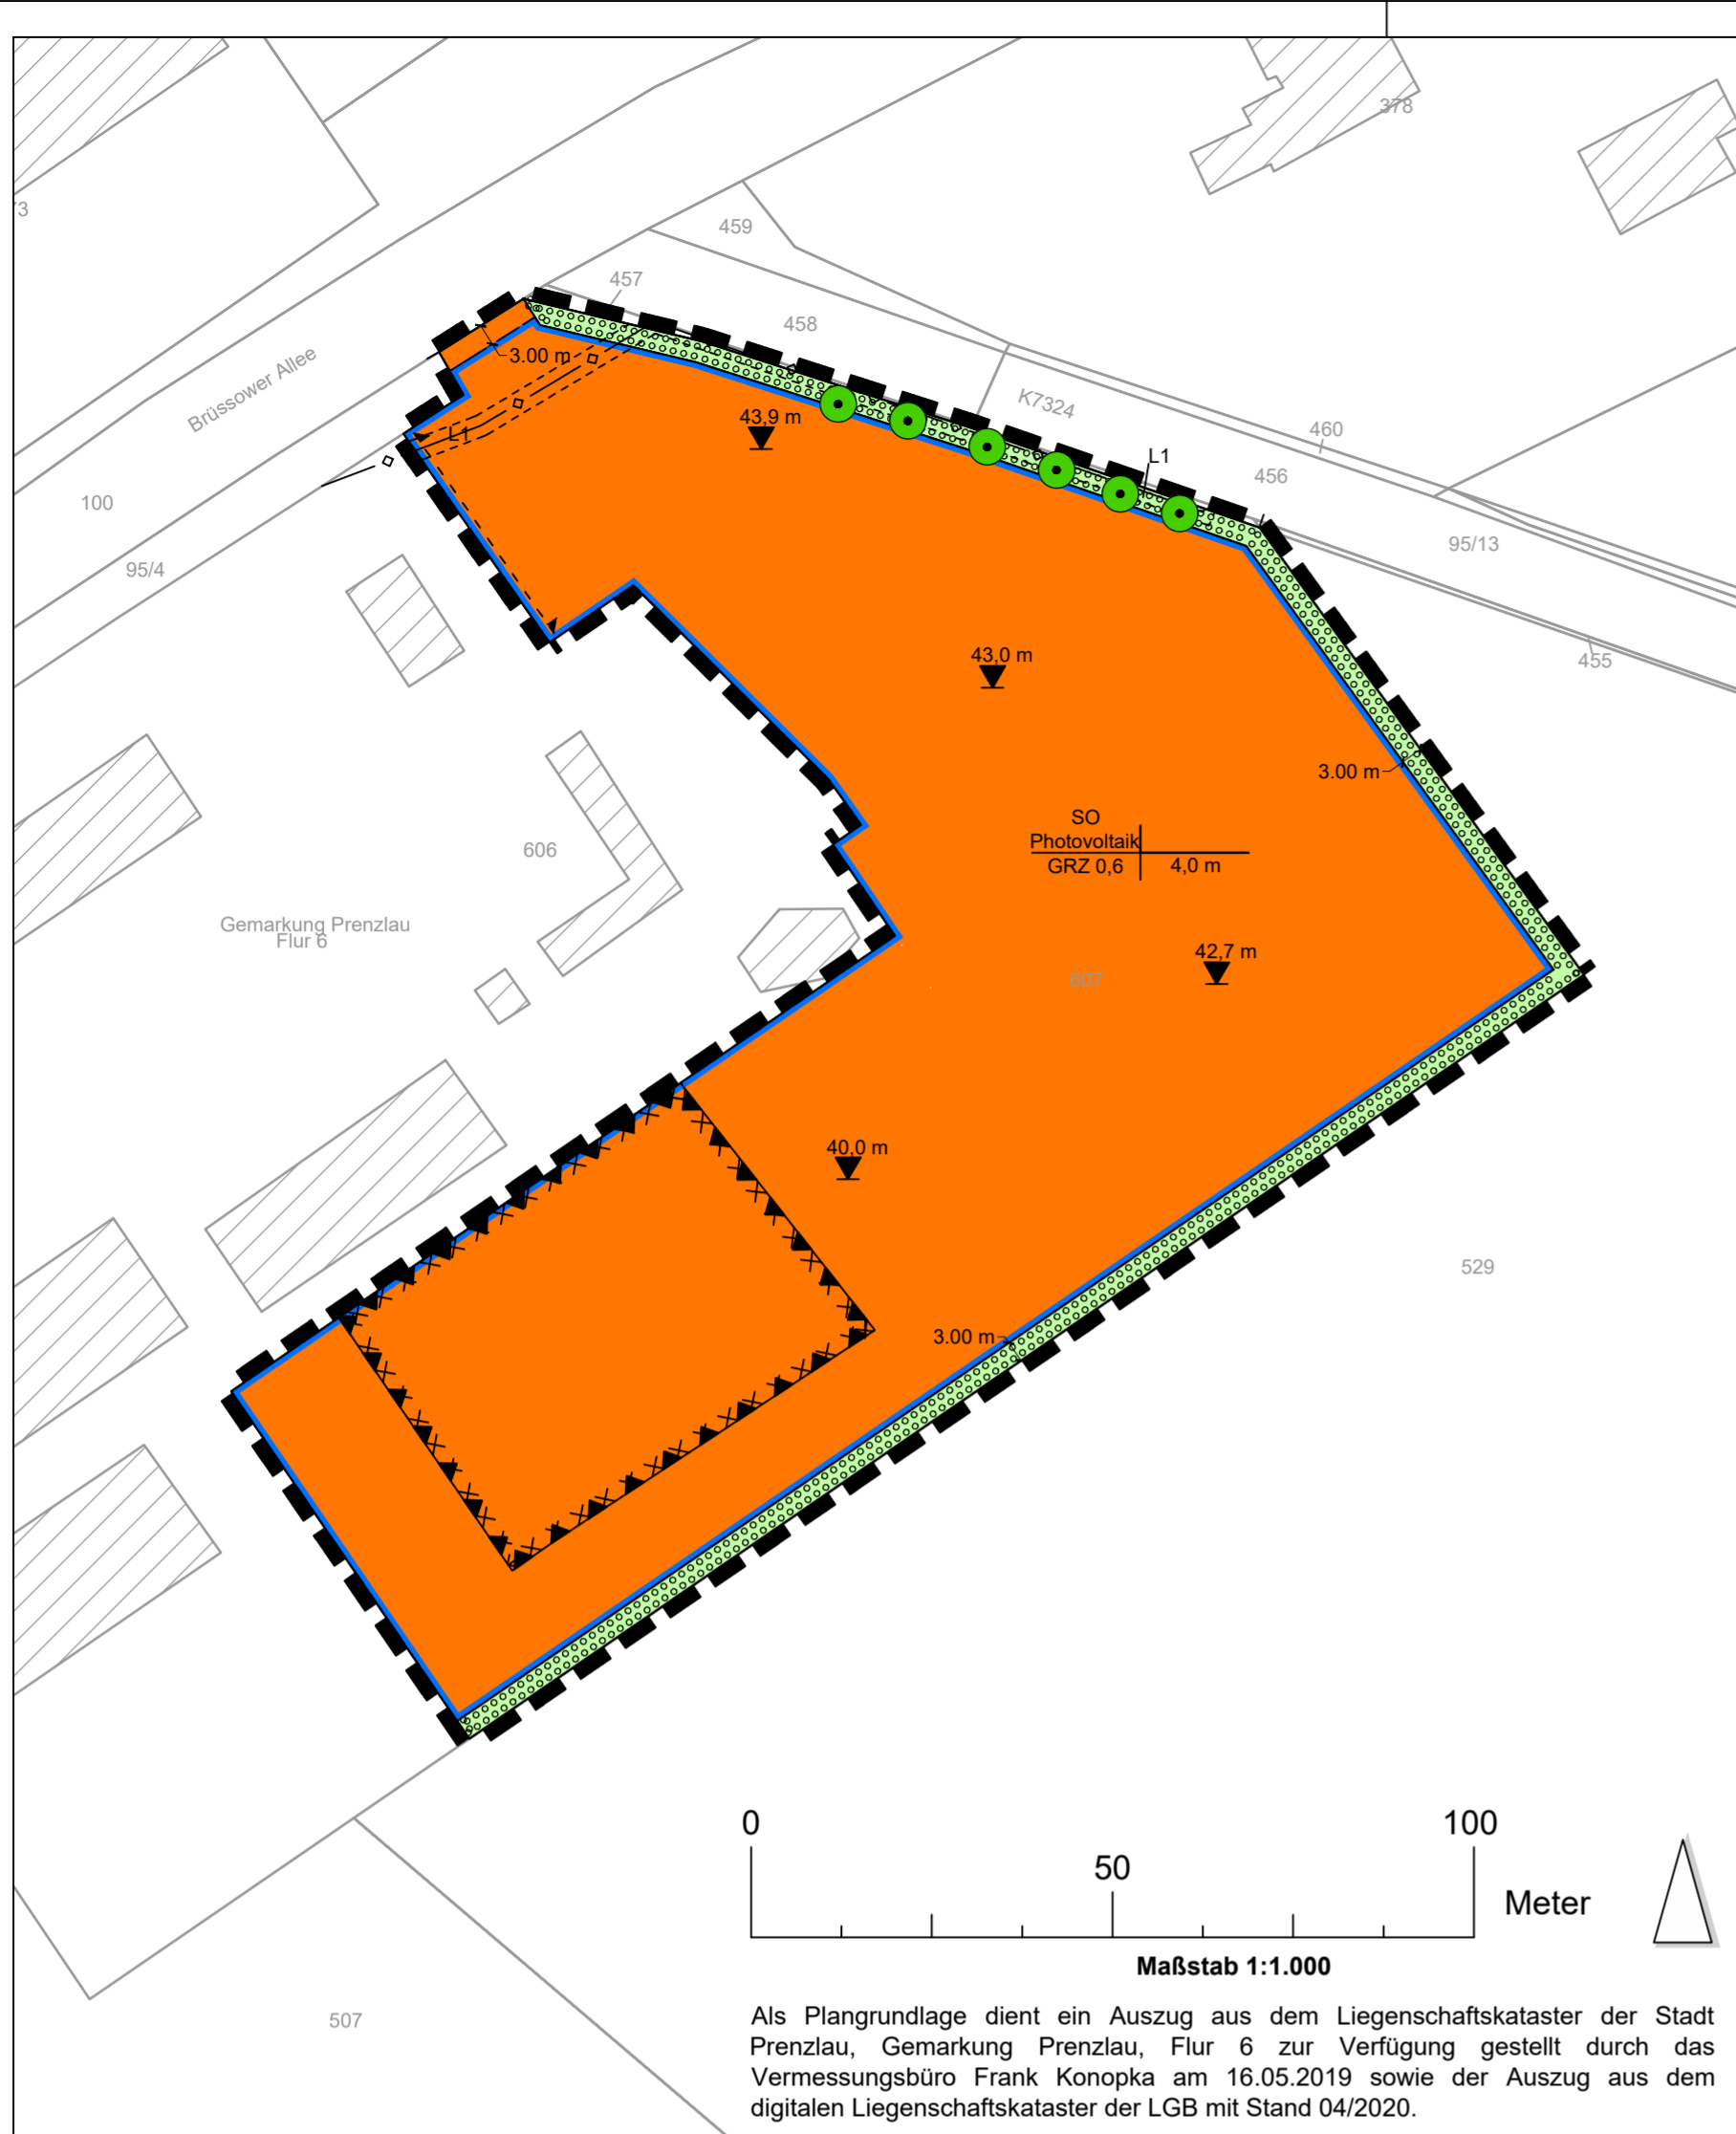 378
73
459
457
458
3.00 m
Brüssower Allee
43,9 m
K7324
460
L1
L1
456
100
95/13
95/4
43,0 m
455
3.00 m
SO
Photovoltaik
GRZ 0,6
4,0 m
606
Gemarkung Prenzlau
Flur 6
42,7 m
607
40,0 m
529
3.00 m
0
100
50
Meter
Maßstab 1:1.000
507
Als Plangrundlage dient ein Auszug aus dem Liegenschaftskataster der Stadt
Prenzlau, Gemarkung Prenzlau, Flur 6 zur Verfügung gestellt durch das
Vermessungsbüro Frank Konopka am 16.05.2019 sowie der Auszug aus dem
digitalen Liegenschaftskataster der LGB mit Stand 04/2020.